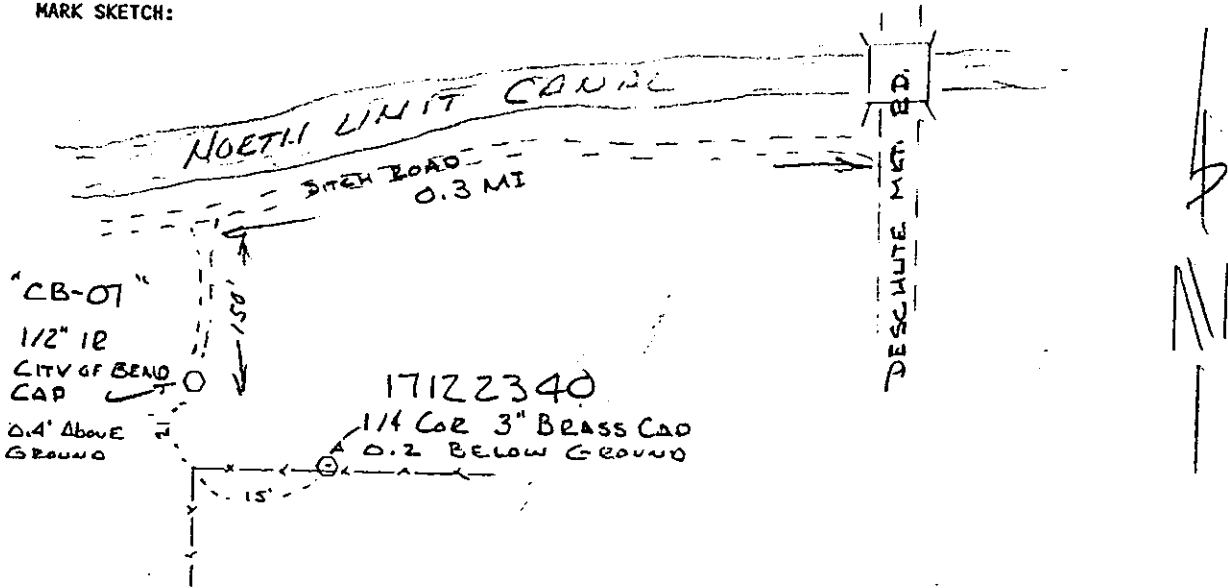 MARK SKETCH:
NORTH UNIT CANAL
DITCH ROAD
0.3 MI
DESCHUTE MKT. RD.
150'
"CB-07"
1/2" IR
CITY OF BEND
CAP
0.4' ABOVE
GROUND
17122340
1/4 COR 3" BRASS CAP
0.2 BELOW GROUND
15'
N